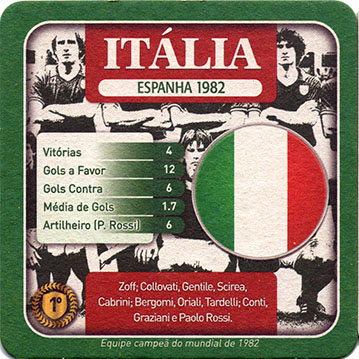 ITÁLIA
ESPANHA 1982
Vitórias 4
Gols a Favor 12
Gols Contra 6
Média de Gols 1.7
Artilheiro (P. Rossi) 6
Zoff; Collovati, Gentile, Scirea,
Cabrini; Bergomi, Oriali, Tardelli; Conti,
Graziani e Paolo Rossi.
1º
Equipe campeã do mundial de 1982